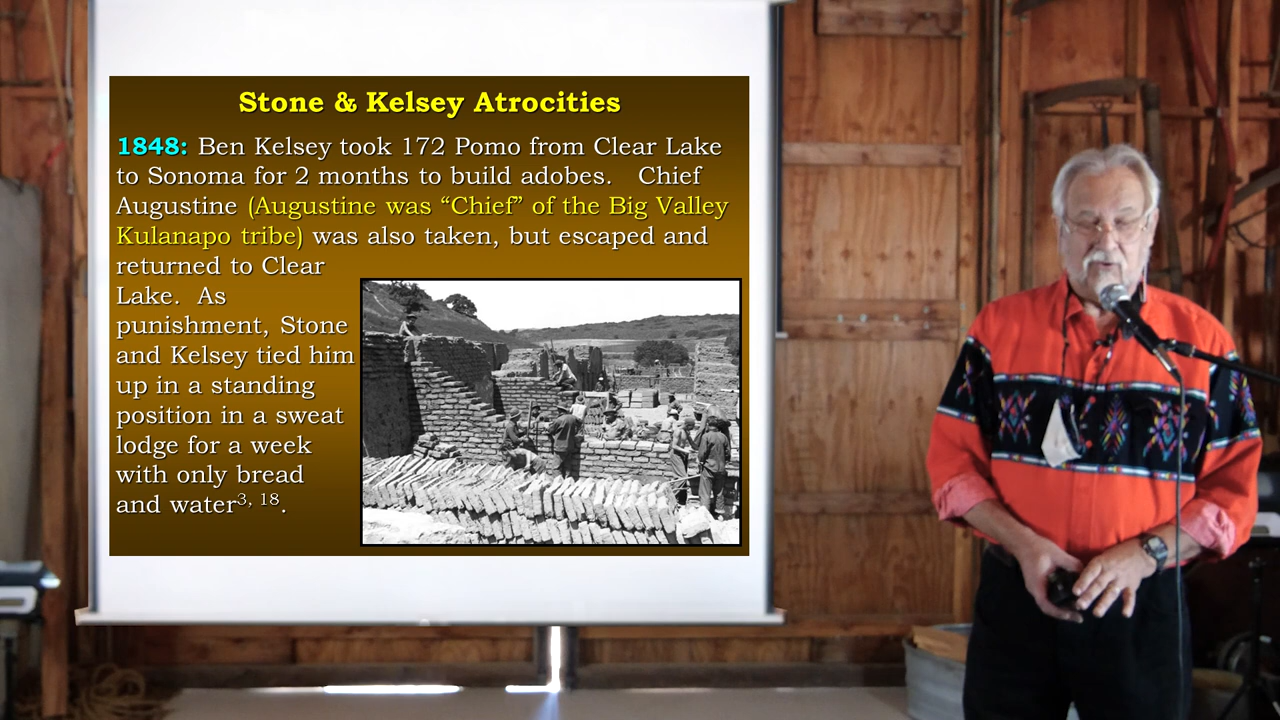 Stone & Kelsey Atrocities
1848: Ben Kelsey took 172 Pomo from Clear Lake
to Sonoma for 2 months to build adobes. Chief
Augustine (Augustine was “Chief” of the Big Valley
Kulanapo tribe) was also taken, but escaped and
returned to Clear
Lake. As
punishment, Stone
and Kelsey tied him
up in a standing
position in a sweat
lodge for a week
with only bread
and water3, 18.